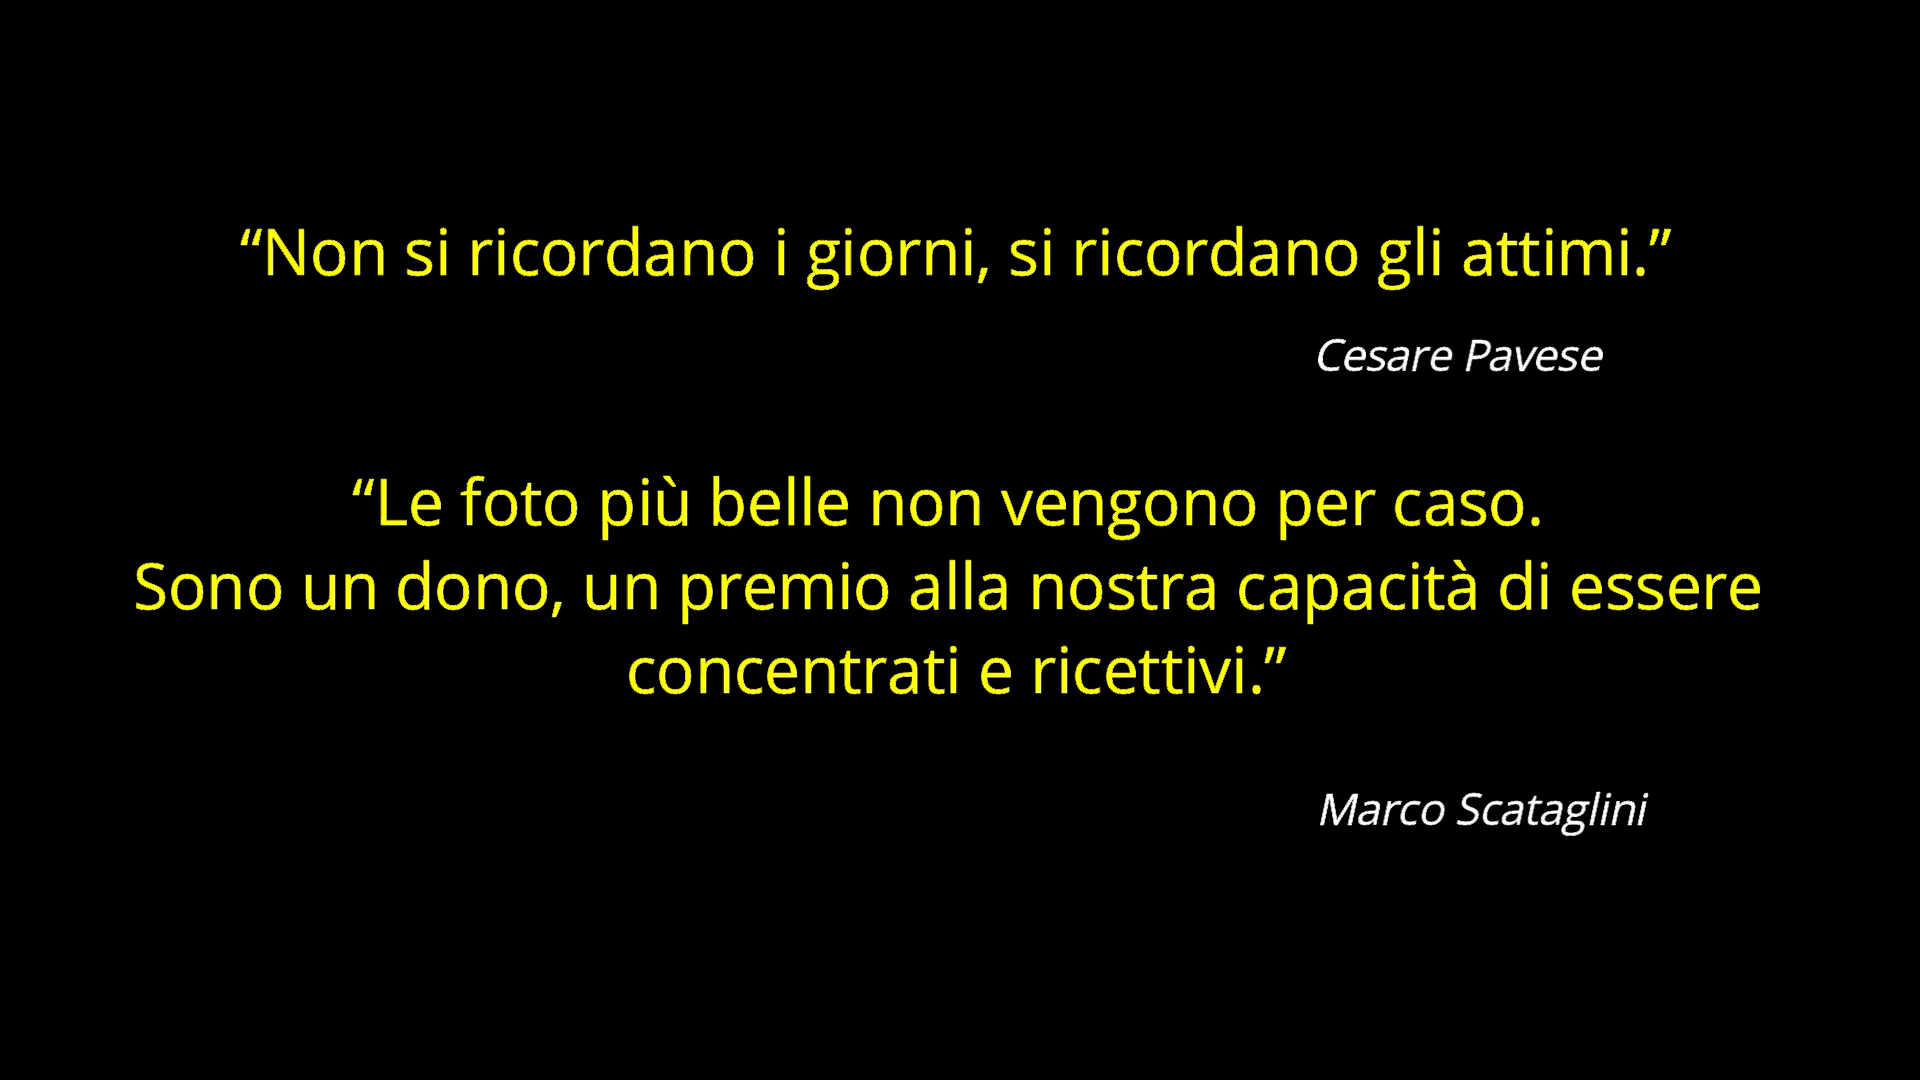 “Non si ricordano i giorni, si ricordano gli attimi.”
Cesare Pavese
“Le foto più belle non vengono per caso.
Sono un dono, un premio alla nostra capacità di essere
concentrati e ricettivi.”
Marco Scataglini